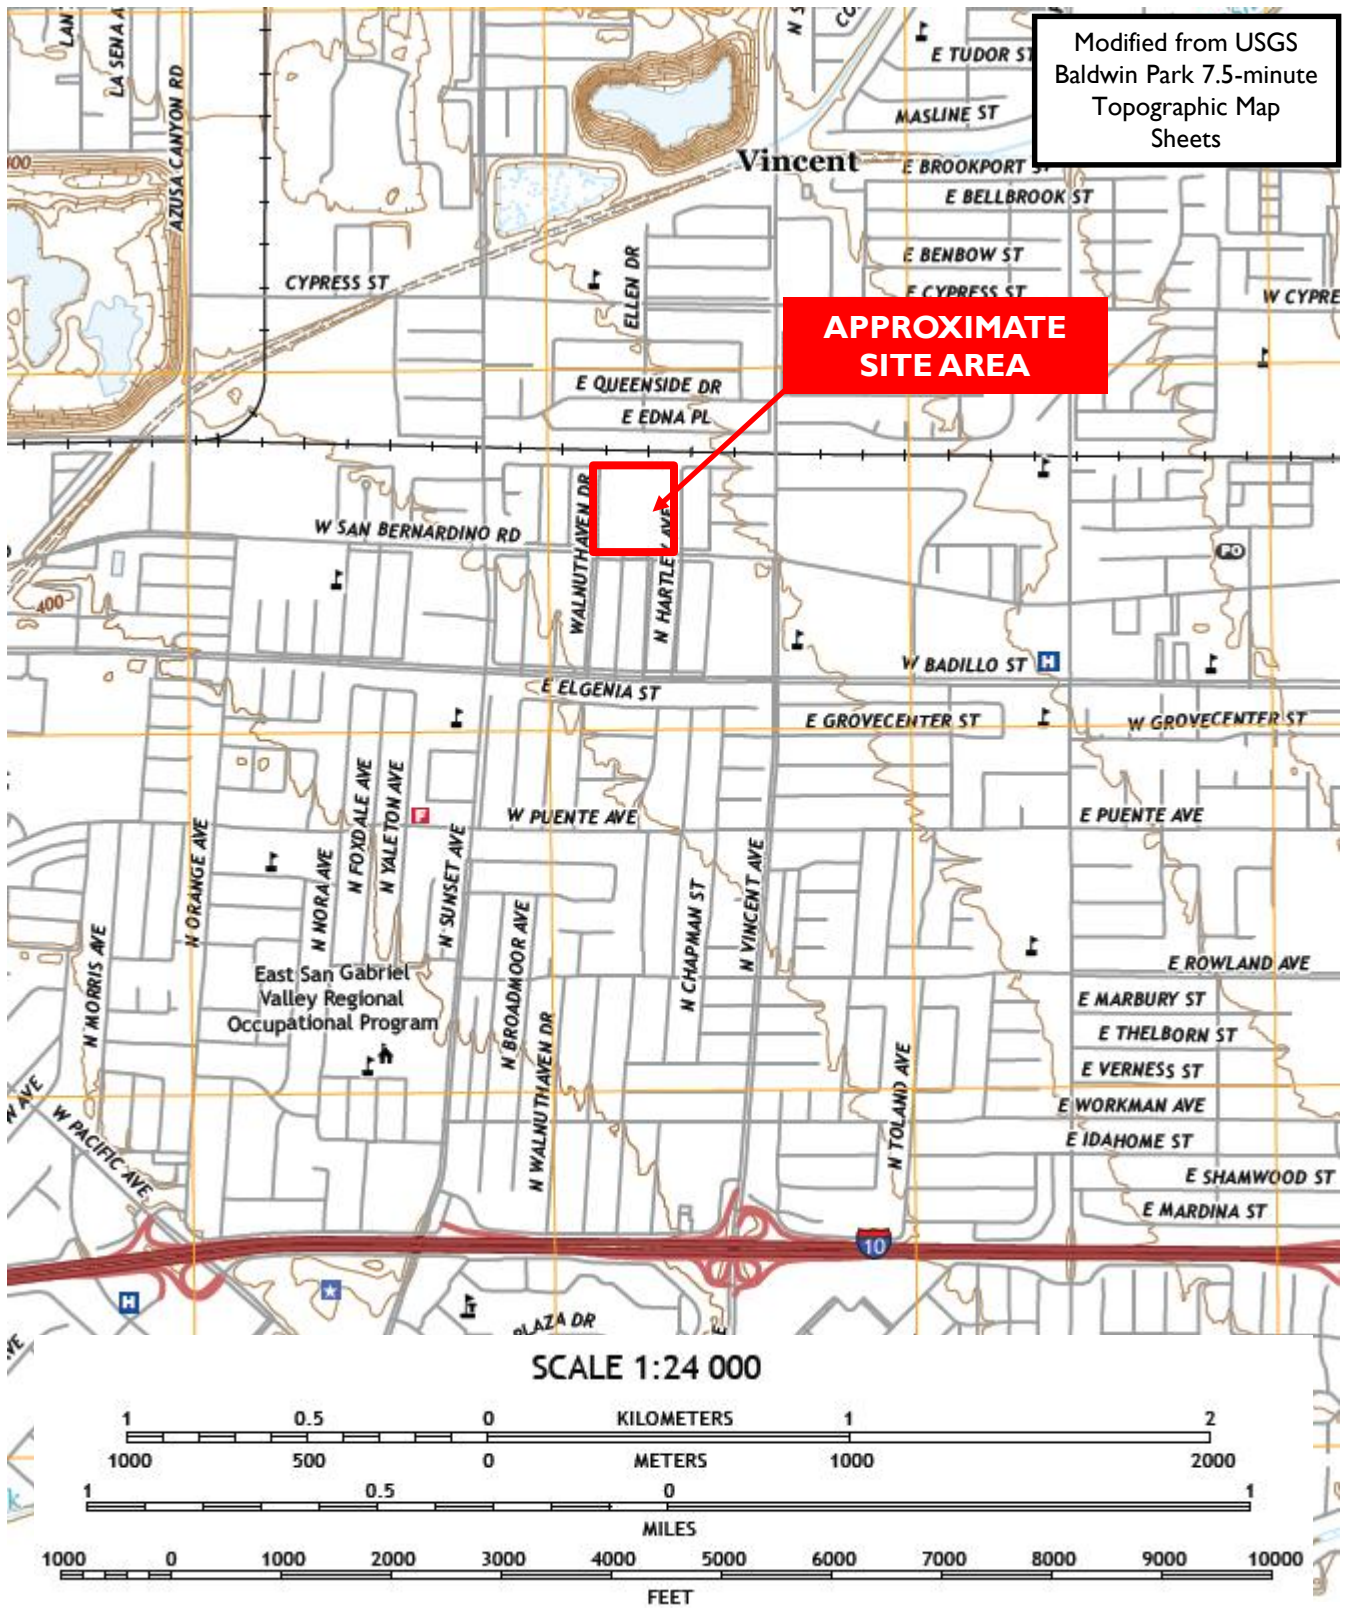 LA SENA A
AZUSA CANYON RD
E TUDOR ST
MASLINE ST
Modified from USGS
Baldwin Park 7.5-minute
Topographic Map
Sheets
Vincent
E BROOKPORT ST
E BELLBROOK ST
E BENBOW ST
ELLEN DR
CYPRESS ST
E CYPRESS ST
W CYPRE
APPROXIMATE
SITE AREA
E QUEENSIDE DR
E EDNA PL
WALNUTHAVEN DR
N HARTLEY AVE
W SAN BERNARDINO RD
PO
400
W BADILLO ST
H
E ELGENIA ST
E GROVECENTER ST
W GROVECENTER ST
W PUENTE AVE
E PUENTE AVE
F
N ORANGE AVE
N NORA AVE
N FOXDALE AVE
N YALETON AVE
N SUNSET AVE
N BROADMOOR AVE
N CHAPMAN ST
N VINCENT AVE
N MORRIS AVE
East San Gabriel
Valley Regional
Occupational Program
E ROWLAND AVE
E MARBURY ST
E THELBORN ST
E VERNESS ST
E WORKMAN AVE
E IDAHOME ST
E SHAMWOOD ST
E MARDINA ST
N WALNUTHAVEN DR
N TOLAND AVE
W PACIFIC AVE
10
H
PLAZA DR
SCALE 1:24 000
1 0.5 0 KILOMETERS 1 2
1000 500 0 METERS 1000 2000
1 0.5 0 1
MILES
1000 0 1000 2000 3000 4000 5000 6000 7000 8000 9000 10000
FEET